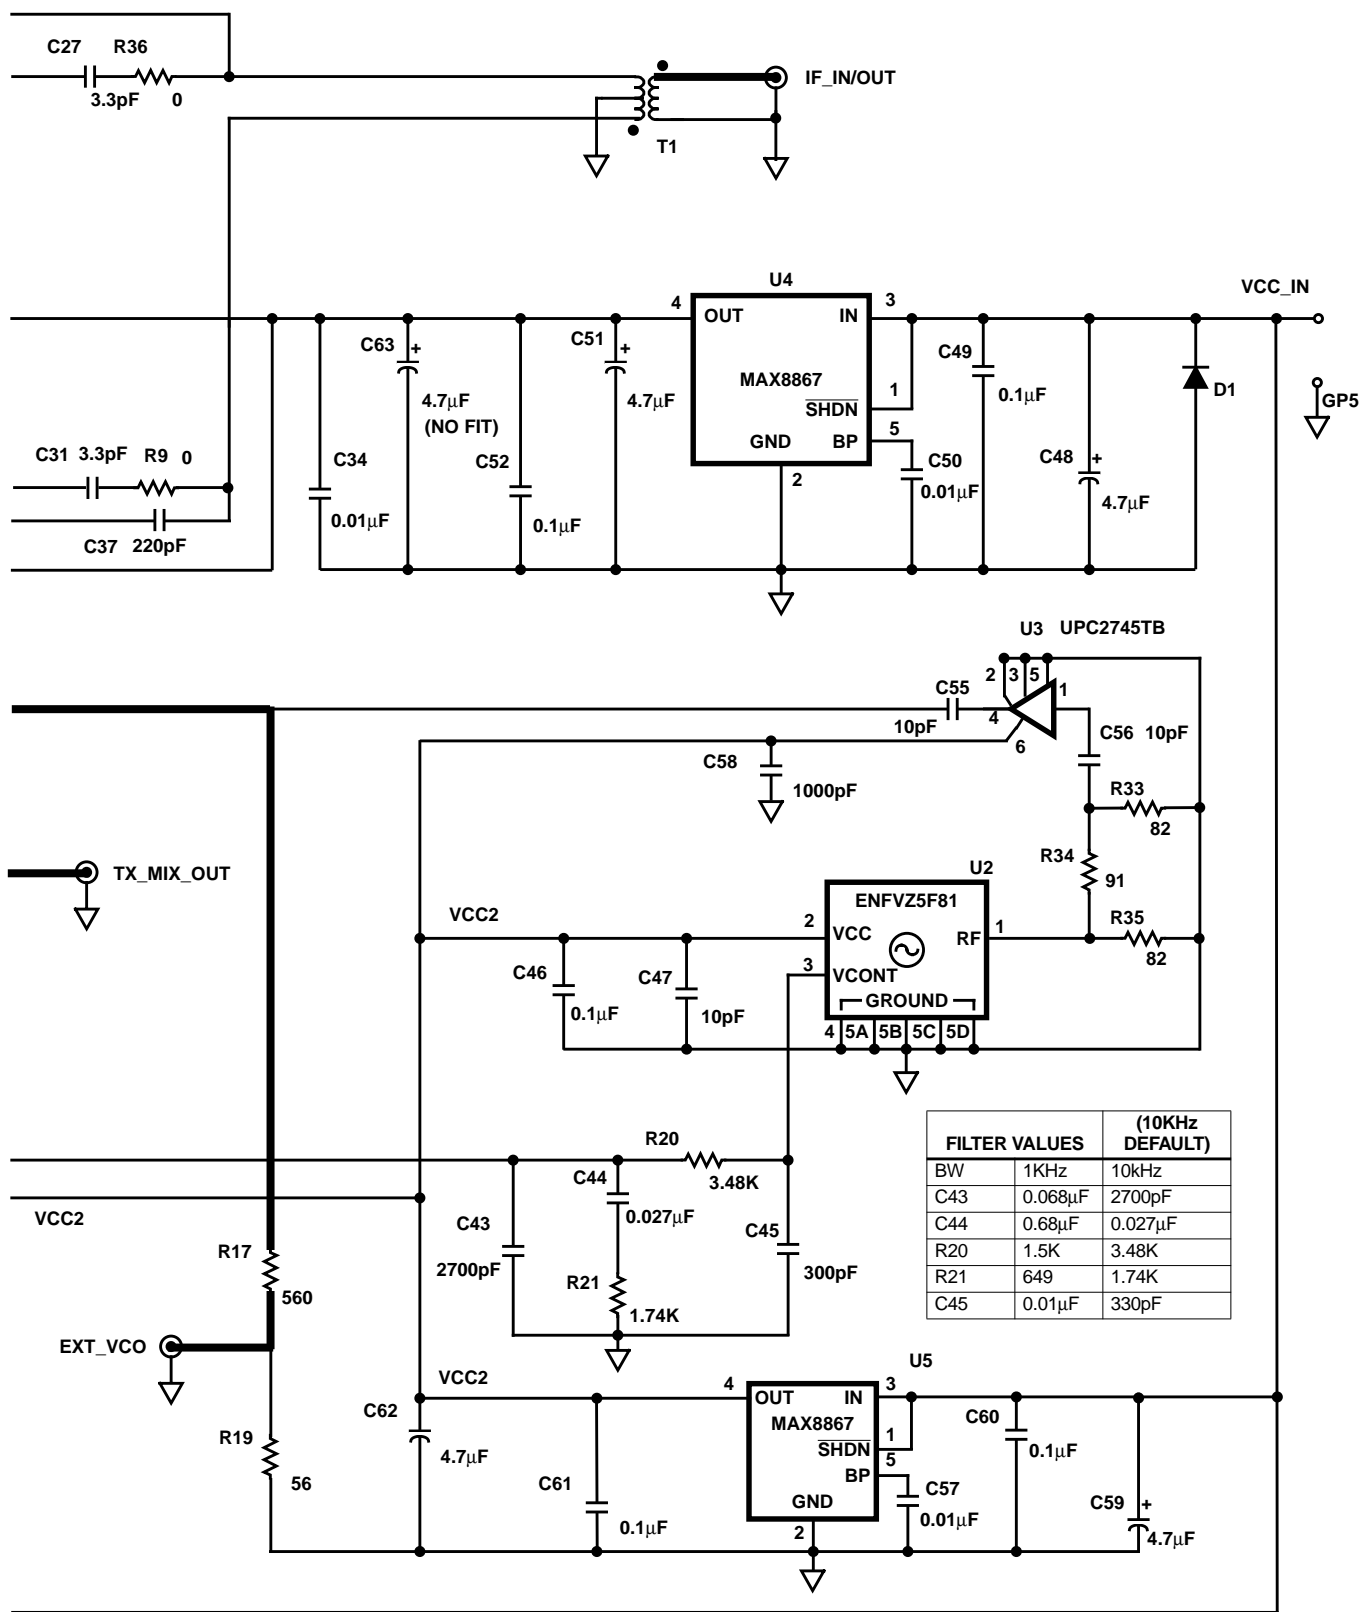 C27 R36
3.3pF 0
IF_IN/OUT
T1
U4
VCC_IN
4
3
OUT IN
C63 +
C51 +
C49
MAX8867
1
D1
4.7µF
4.7µF
0.1µF
SHDN
GP5
(NO FIT)
5
GND BP
C31 3.3pF R9 0
C34
C52
C50
C48 +
2
0.01µF
0.01µF
0.1µF
4.7µF
C37 220pF
U3 UPC2745TB
2 3 5
1
C55
4
10pF
6
C56 10pF
C58
1000pF
R33
82
R34
91
TX_MIX_OUT
U2
ENFVZ5F81
VCC2
2
VCC
RF
1
R35
82
3
VCONT
C46
C47
0.1µF
10pF
GROUND
4 5A 5B 5C 5D
FILTER VALUES (10KHz DEFAULT)
BW 1KHz 10kHz
C43 0.068µF 2700pF
C44 0.68µF 0.027µF
R20 1.5K 3.48K
R21 649 1.74K
C45 0.01µF 330pF
R20
C44
3.48K
VCC2
C43
0.027µF
C45
R17
2700pF
R21
300pF
560
1.74K
EXT_VCO
U5
VCC2
4
3
OUT IN
C62
MAX8867
C60
1
R19
SHDN
0.1µF
4.7µF
5
BP
56
C61
C57
C59 +
GND
0.1µF
2
0.01µF
4.7µF